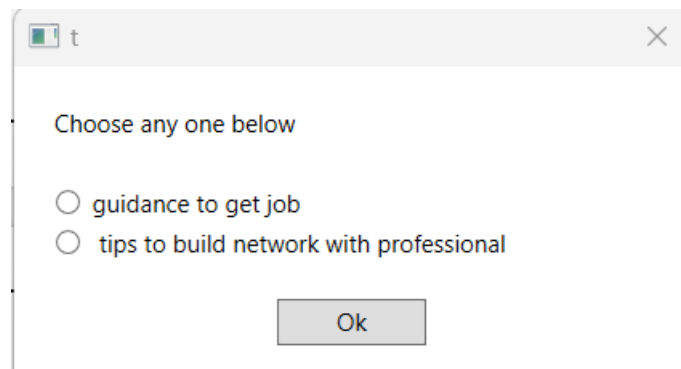 t
Choose any one below
guidance to get job
tips to build network with professional
Ok